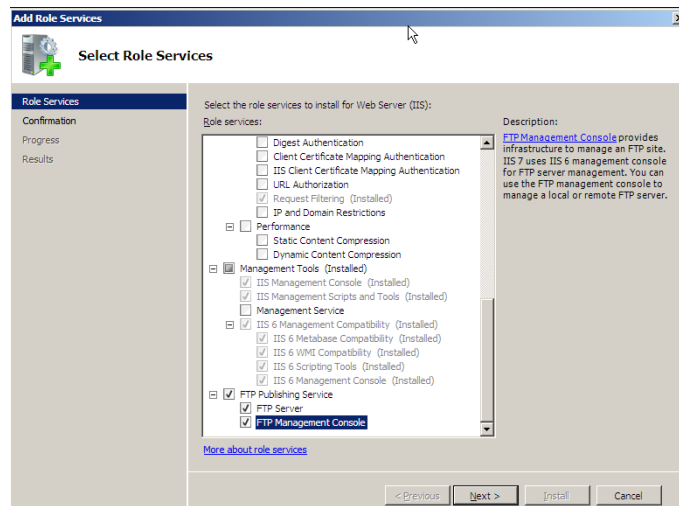 Add Role Services
Select Role Services
Role Services
Confirmation
Progress
Results
Select the role services to install for Web Server (IIS):
Role services:
Digest Authentication
Client Certificate Mapping Authentication
IIS Client Certificate Mapping Authentication
URL Authorization
Request Filtering (Installed)
IP and Domain Restrictions
Performance
Static Content Compression
Dynamic Content Compression
Management Tools (Installed)
IIS Management Console (Installed)
IIS Management Scripts and Tools (Installed)
Management Service
IIS 6 Management Compatibility (Installed)
IIS 6 Metabase Compatibility (Installed)
IIS 6 WMI Compatibility (Installed)
IIS 6 Scripting Tools (Installed)
IIS 6 Management Console (Installed)
FTP Publishing Service
FTP Server
FTP Management Console
More about role services
Description:
FTP Management Console provides
infrastructure to manage an FTP site.
IIS 7 uses IIS 6 management console
for FTP server management. You can
use the FTP management console to
manage a local or remote FTP server.
< Previous
Next >
Install
Cancel